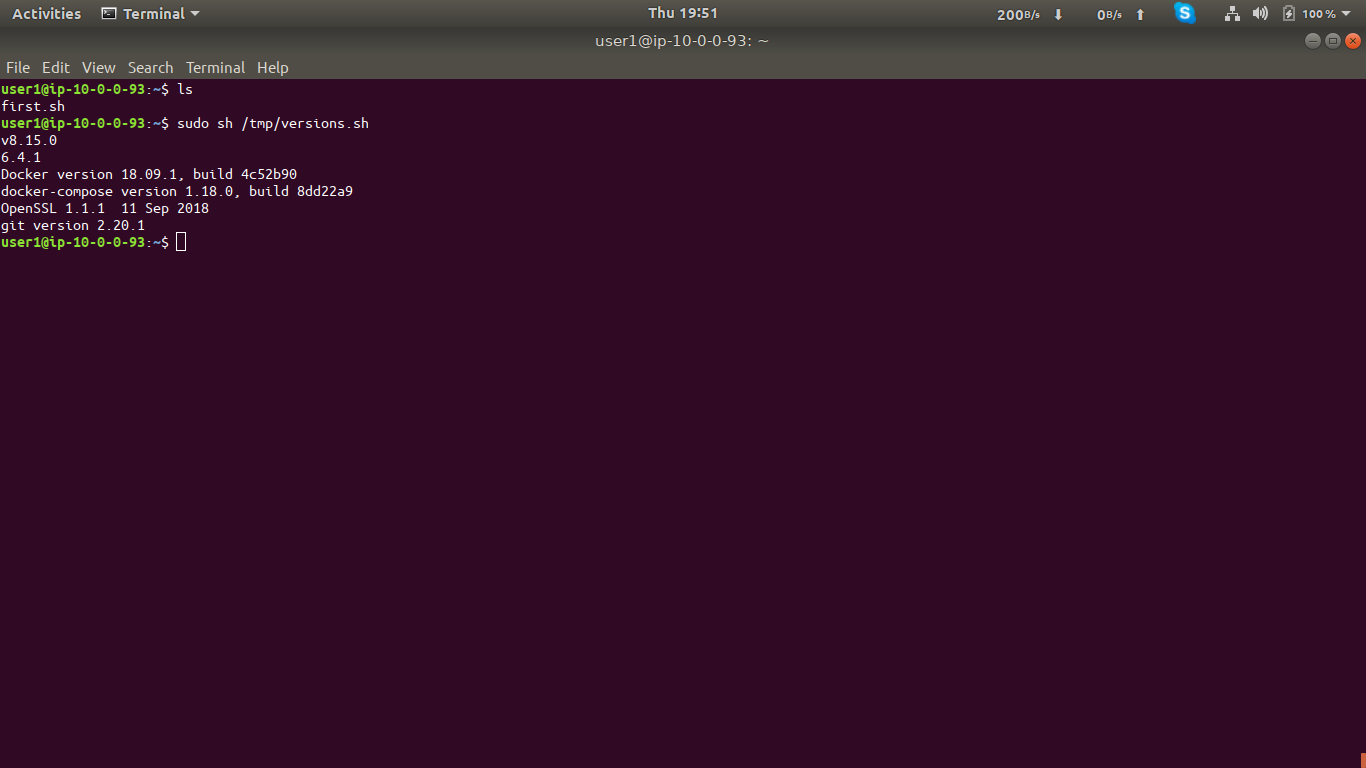 Activities Terminal Thu 19:51 200B/s 0B/s S 100%
user1@ip-10-0-0-93: ~
File Edit View Search Terminal Help
user1@ip-10-0-0-93:~$ ls
first.sh
user1@ip-10-0-0-93:~$ sudo sh /tmp/versions.sh
v8.15.0
6.4.1
Docker version 18.09.1, build 4c52b90
docker-compose version 1.18.0, build 8dd22a9
OpenSSL 1.1.1  11 Sep 2018
git version 2.20.1
user1@ip-10-0-0-93:~$